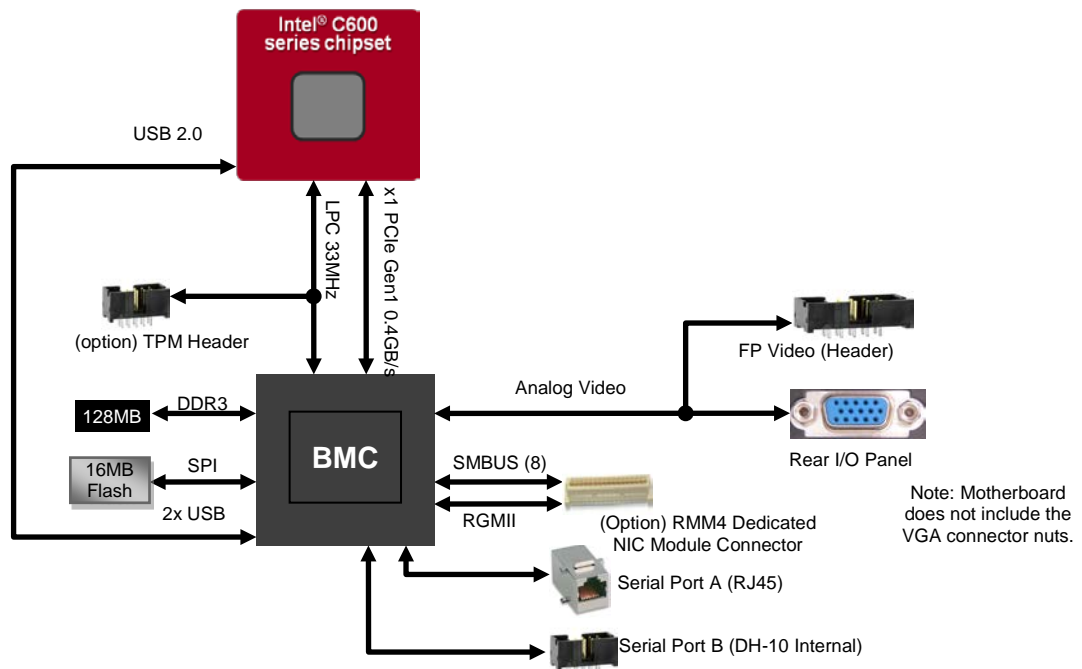 Intel® C600
series chipset
USB 2.0
LPC 33MHz
x1 PCIe Gen1 0.4GB/s
(option) TPM Header
FP Video (Header)
Analog Video
128MB
DDR3
BMC
Rear I/O Panel
16MB
Flash
SPI
SMBUS (8)
2x USB
RGMII
(Option) RMM4 Dedicated
NIC Module Connector
Note: Motherboard
does not include the
VGA connector nuts.
Serial Port A (RJ45)
Serial Port B (DH-10 Internal)